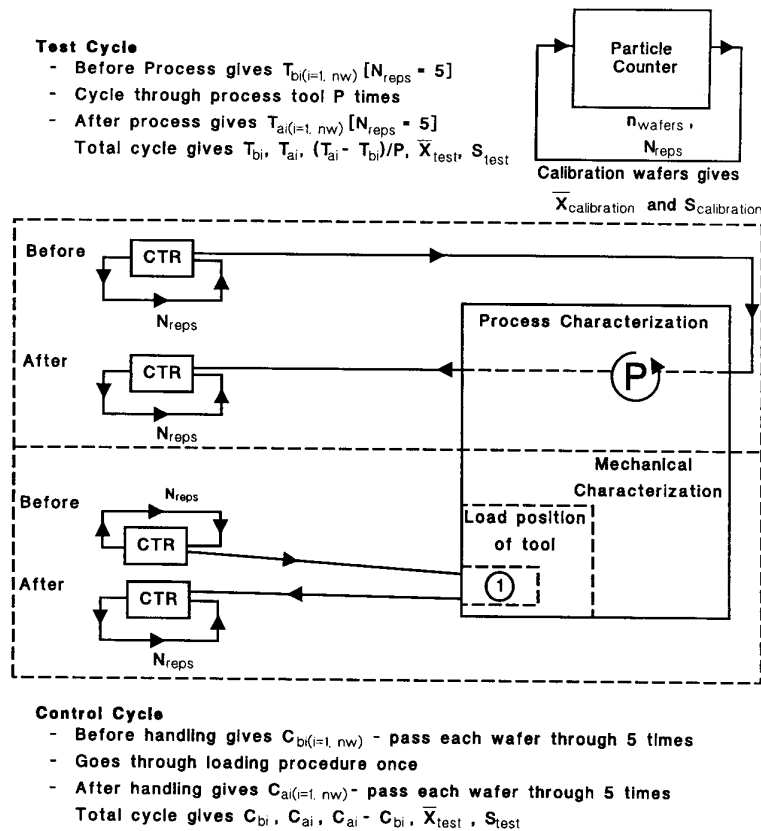 Test Cycle
- Before Process gives T_bi(i=1, nw) [N_reps = 5]
- Cycle through process tool P times
- After process gives T_ai(i=1, nw) [N_reps = 5]
Total cycle gives T_bi, T_ai, (T_ai - T_bi)/P, X̅_test, S_test
Particle
Counter
n_wafers ,
N_reps
Calibration wafers gives
X̅_calibration and S_calibration
Before
CTR
N_reps
Process Characterization
After
CTR
P
N_reps
Mechanical
Characterization
Before
N_reps
CTR
Load position
of tool
1
After
CTR
N_reps
Control Cycle
- Before handling gives C_bi(i=1, nw) - pass each wafer through 5 times
- Goes through loading procedure once
- After handling gives C_ai(i=1, nw) - pass each wafer through 5 times
Total cycle gives C_bi , C_ai , C_ai - C_bi , X̅_test , S_test